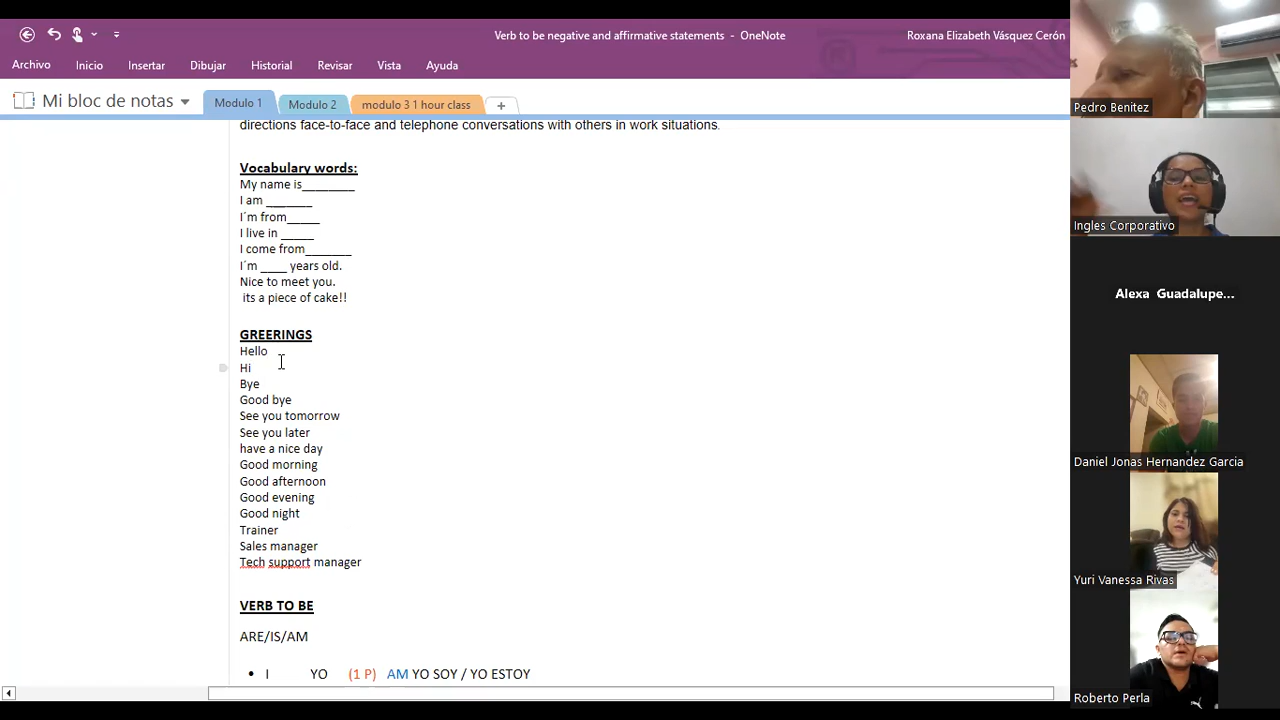 Verb to be negative and affirmative statements - OneNote
Roxana Elizabeth Vásquez Cerón
Archivo Inicio Insertar Dibujar Historial Revisar Vista Ayuda
Mi bloc de notas Modulo 1 Modulo 2 modulo 3 1 hour class +
directions face-to-face and telephone conversations with others in work situations.
Vocabulary words:
My name is________
I am _______
I´m from_____
I live in _____
I come from_______
I´m ____ years old.
Nice to meet you.
its a piece of cake!!
GREERINGS
Hello
Hi
Bye
Good bye
See you tomorrow
See you later
have a nice day
Good morning
Good afternoon
Good evening
Good night
Trainer
Sales manager
Tech support manager
VERB TO BE
ARE/IS/AM
• I YO (1 P) AM YO SOY / YO ESTOY
Pedro Benitez
Ingles Corporativo
Alexa Guadalupe...
Daniel Jonas Hernandez Garcia
Yuri Vanessa Rivas
Roberto Perla